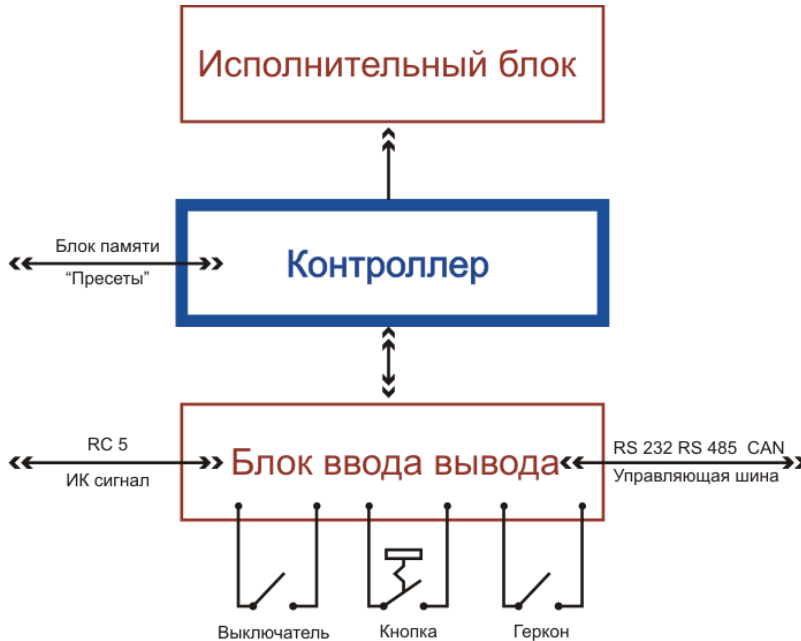 Исполнительный блок
Блок памяти
“Пресеты”
Контроллер
RC 5
ИК сигнал
Блок ввода вывода
RS 232 RS 485 CAN
Управляющая шина
Выключатель
Кнопка
Геркон